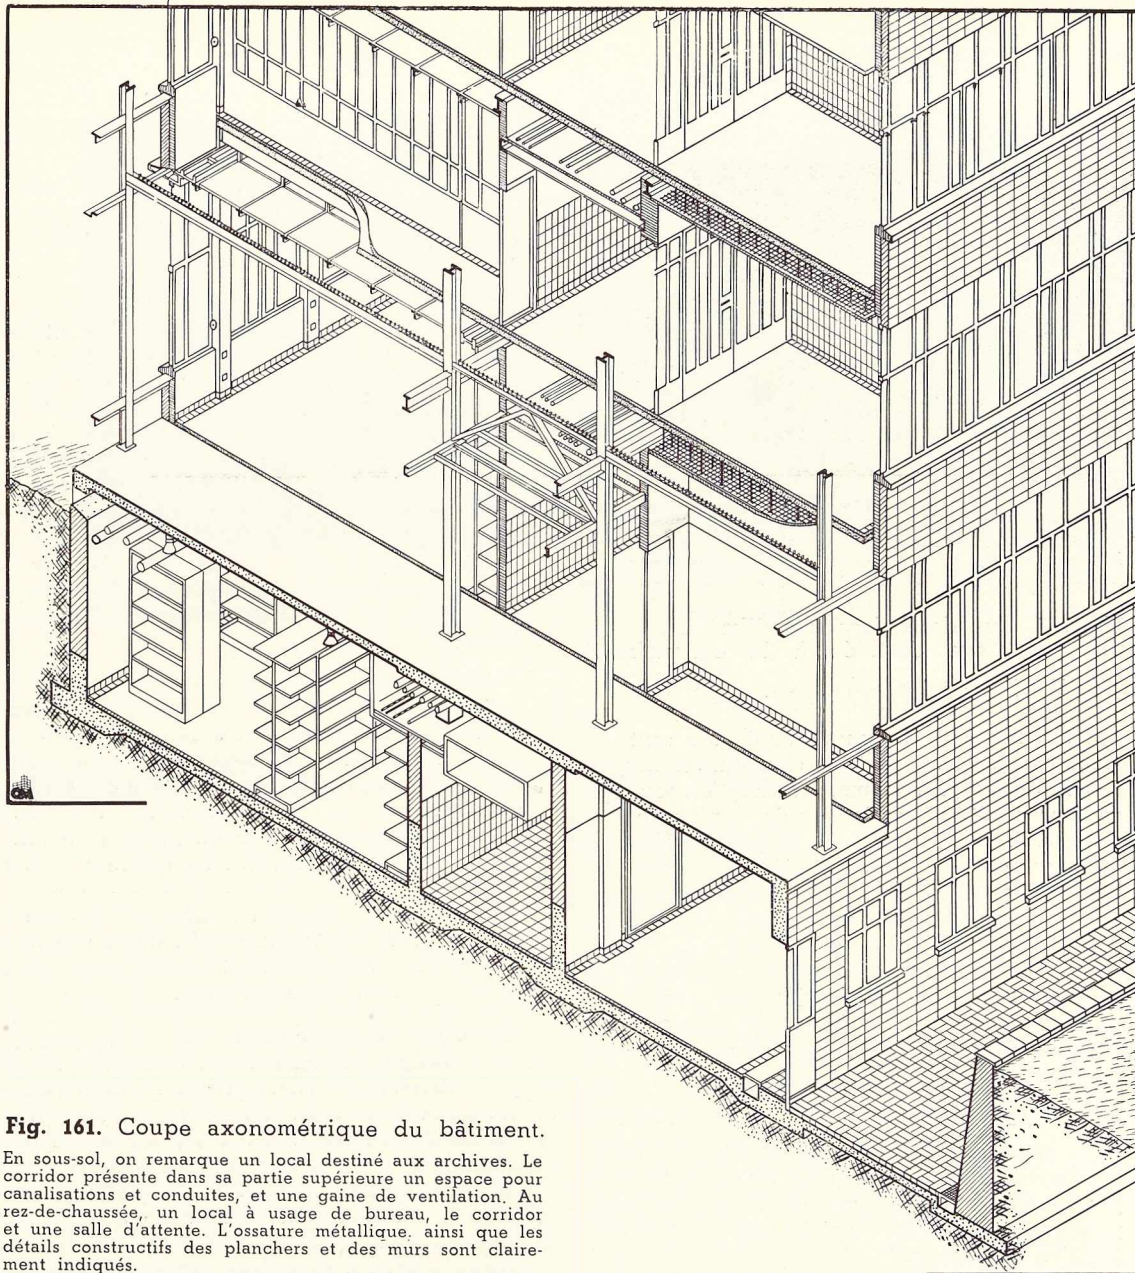 Fig. 161. Coupe axonométrique du bâtiment.
En sous-sol, on remarque un local destiné aux archives. Le
corridor présente dans sa partie supérieure un espace pour
canalisations et conduites, et une gaine de ventilation. Au
rez-de-chaussée, un local à usage de bureau, le corridor
et une salle d'attente. L'ossature métallique. ainsi que les
détails constructifs des planchers et des murs sont claire-
ment indiqués.